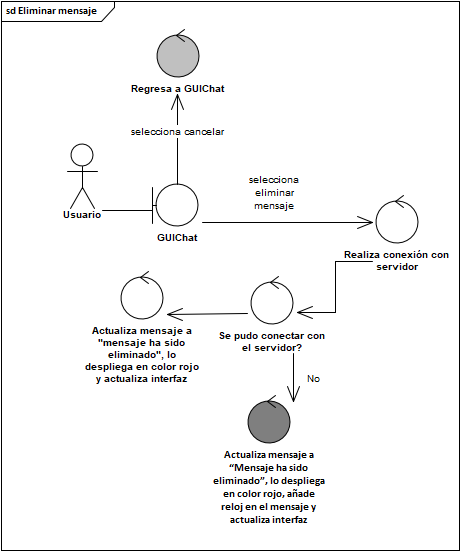 sd Eliminar mensaje
Regresa a GUIChat
selecciona cancelar
selecciona
eliminar
mensaje
Usuario
GUIChat
Realiza conexión con
servidor
Actualiza mensaje a
"mensaje ha sido
eliminado", lo
despliega en color rojo
y actualiza interfaz
Se pudo conectar con
el servidor?
No
Actualiza mensaje a
“Mensaje ha sido
eliminado”, lo despliega
en color rojo, añade
reloj en el mensaje y
actualiza interfaz